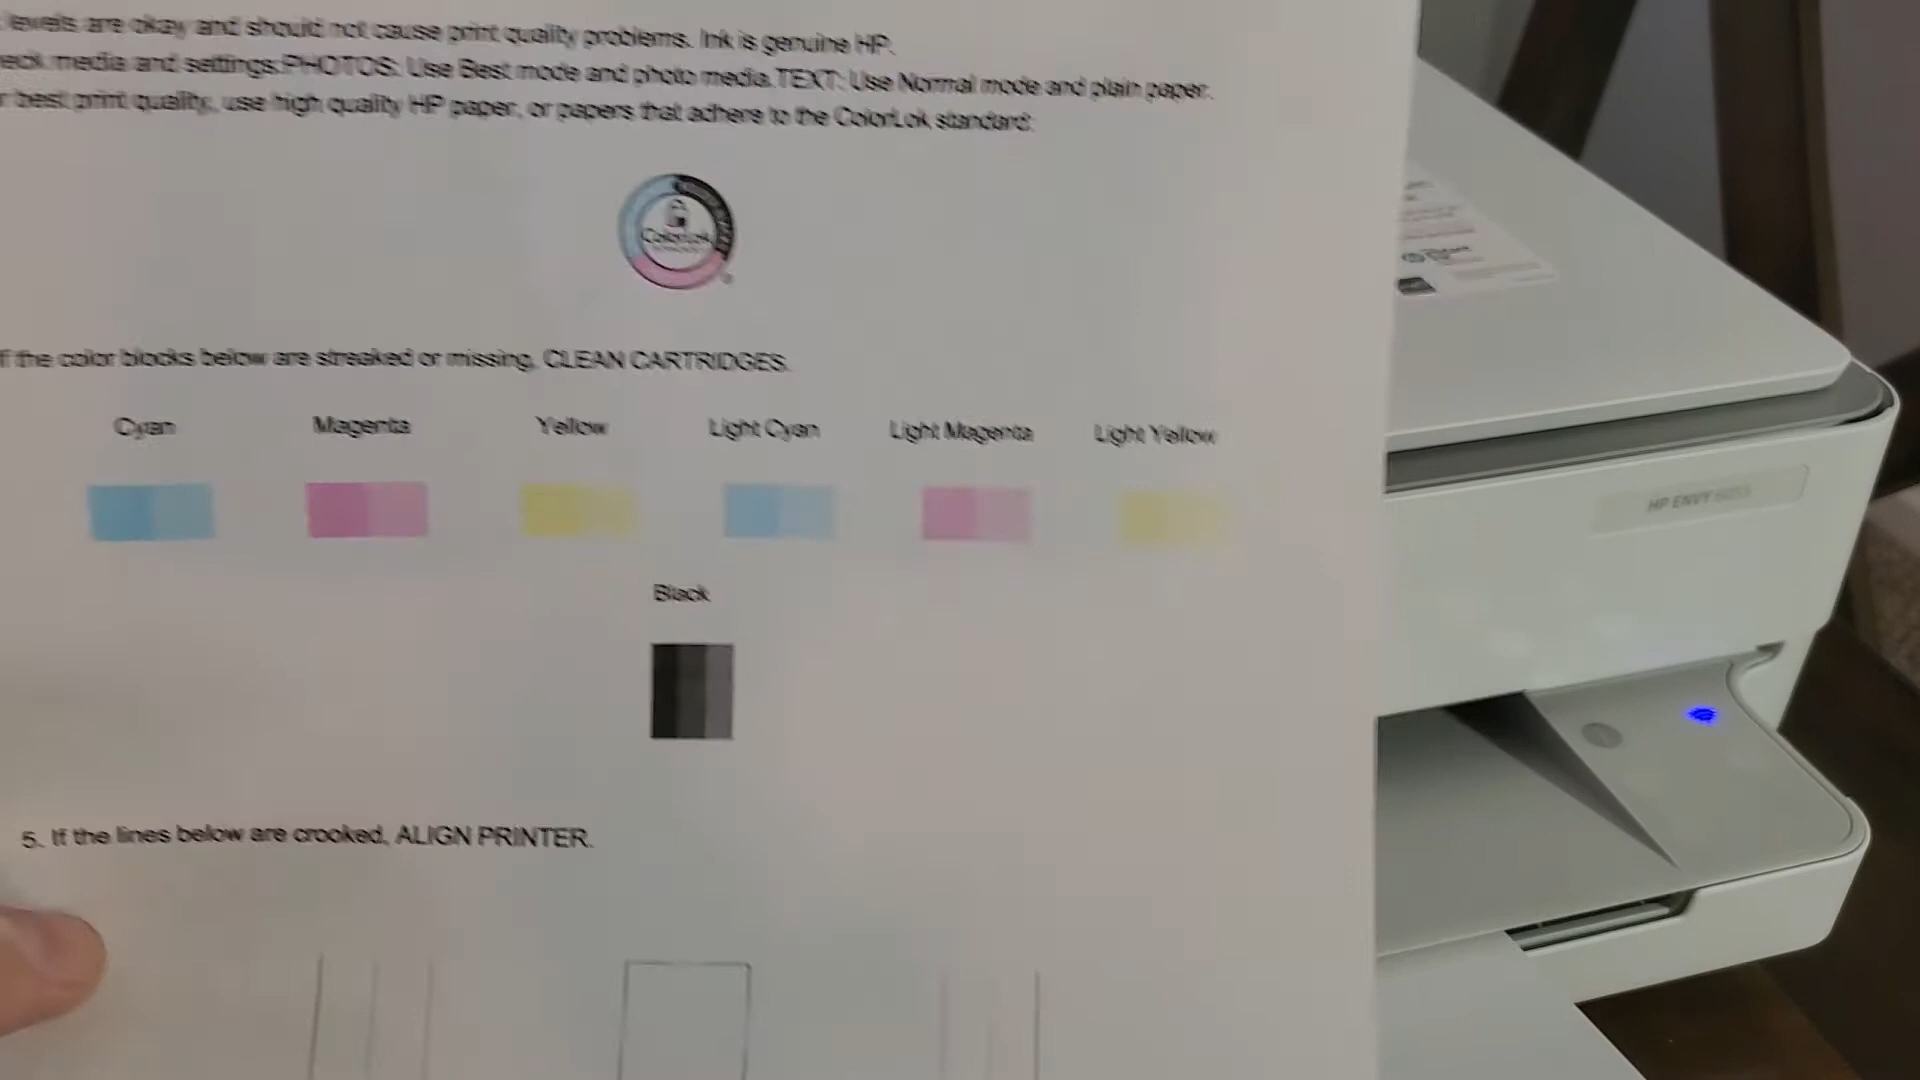 levels are okay and should not cause print quality problems. Ink is genuine HP.
media and settings:PHOTOS: Use Best mode and photo media.TEXT: Use Normal mode and plain paper.
best print quality, use high quality HP paper, or papers that adhere to the ColorLok standard:
ColorLok
If the color blocks below are streaked or missing, CLEAN CARTRIDGES.
Cyan Magenta Yellow Light Cyan Light Magenta Light Yellow
Black
5. If the lines below are crooked, ALIGN PRINTER.
HP ENVY 6055